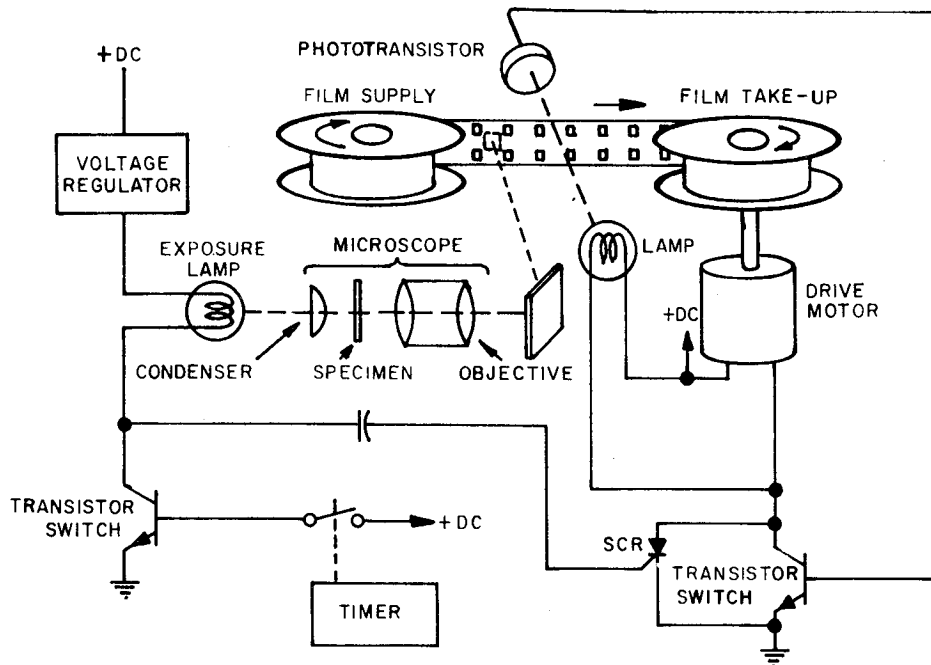 PHOTOTRANSISTOR
+DC
FILM SUPPLY
FILM TAKE-UP
VOLTAGE
REGULATOR
EXPOSURE
LAMP
MICROSCOPE
LAMP
DRIVE
MOTOR
+DC
CONDENSER
SPECIMEN
OBJECTIVE
TRANSISTOR
SWITCH
+DC
SCR
TRANSISTOR
SWITCH
TIMER